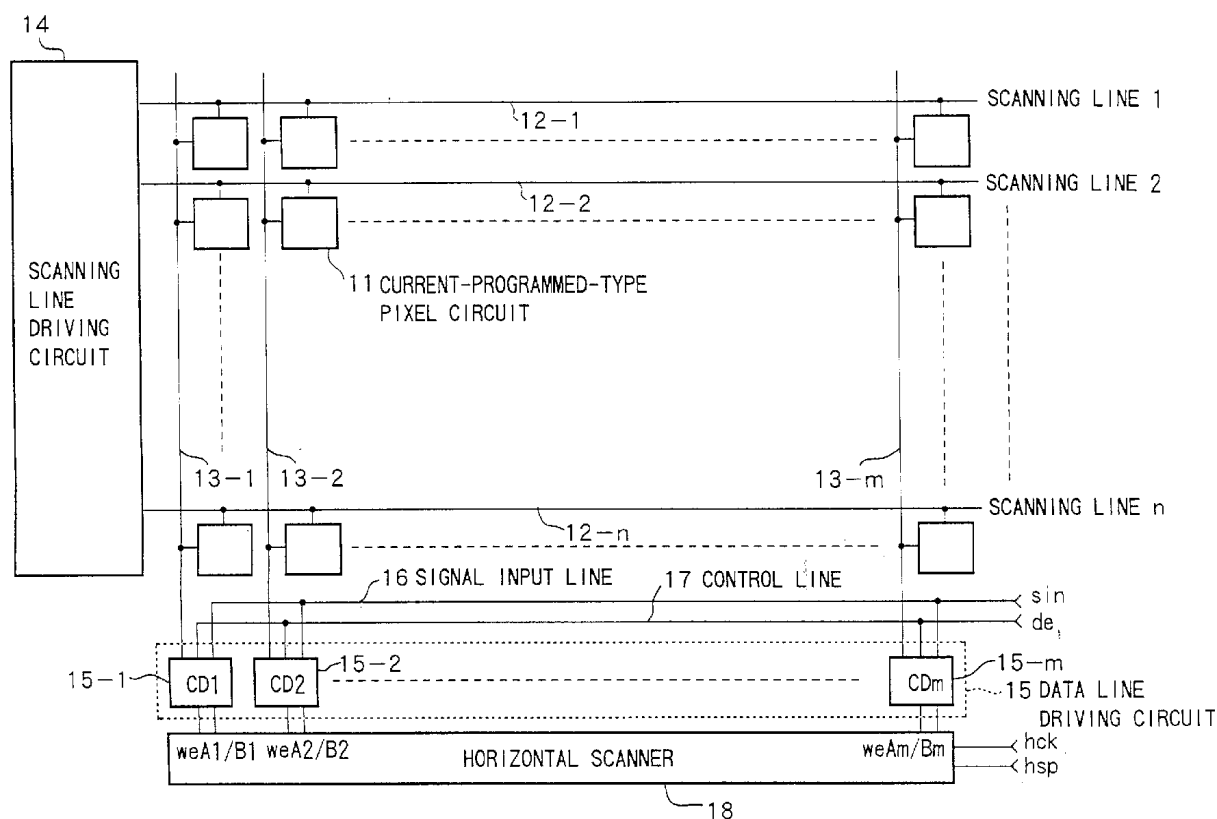 14
SCANNING LINE 1
12-1
SCANNING LINE 2
12-2
SCANNING
LINE
DRIVING
CIRCUIT
11 CURRENT-PROGRAMMED-TYPE
PIXEL CIRCUIT
13-1
13-2
13-m
SCANNING LINE n
12-n
16 SIGNAL INPUT LINE
17 CONTROL LINE
sin
de
15-1
CD1
CD2
15-2
CDm
15-m
15 DATA LINE
DRIVING CIRCUIT
weA1/B1
weA2/B2
HORIZONTAL SCANNER
weAm/Bm
hck
hsp
18